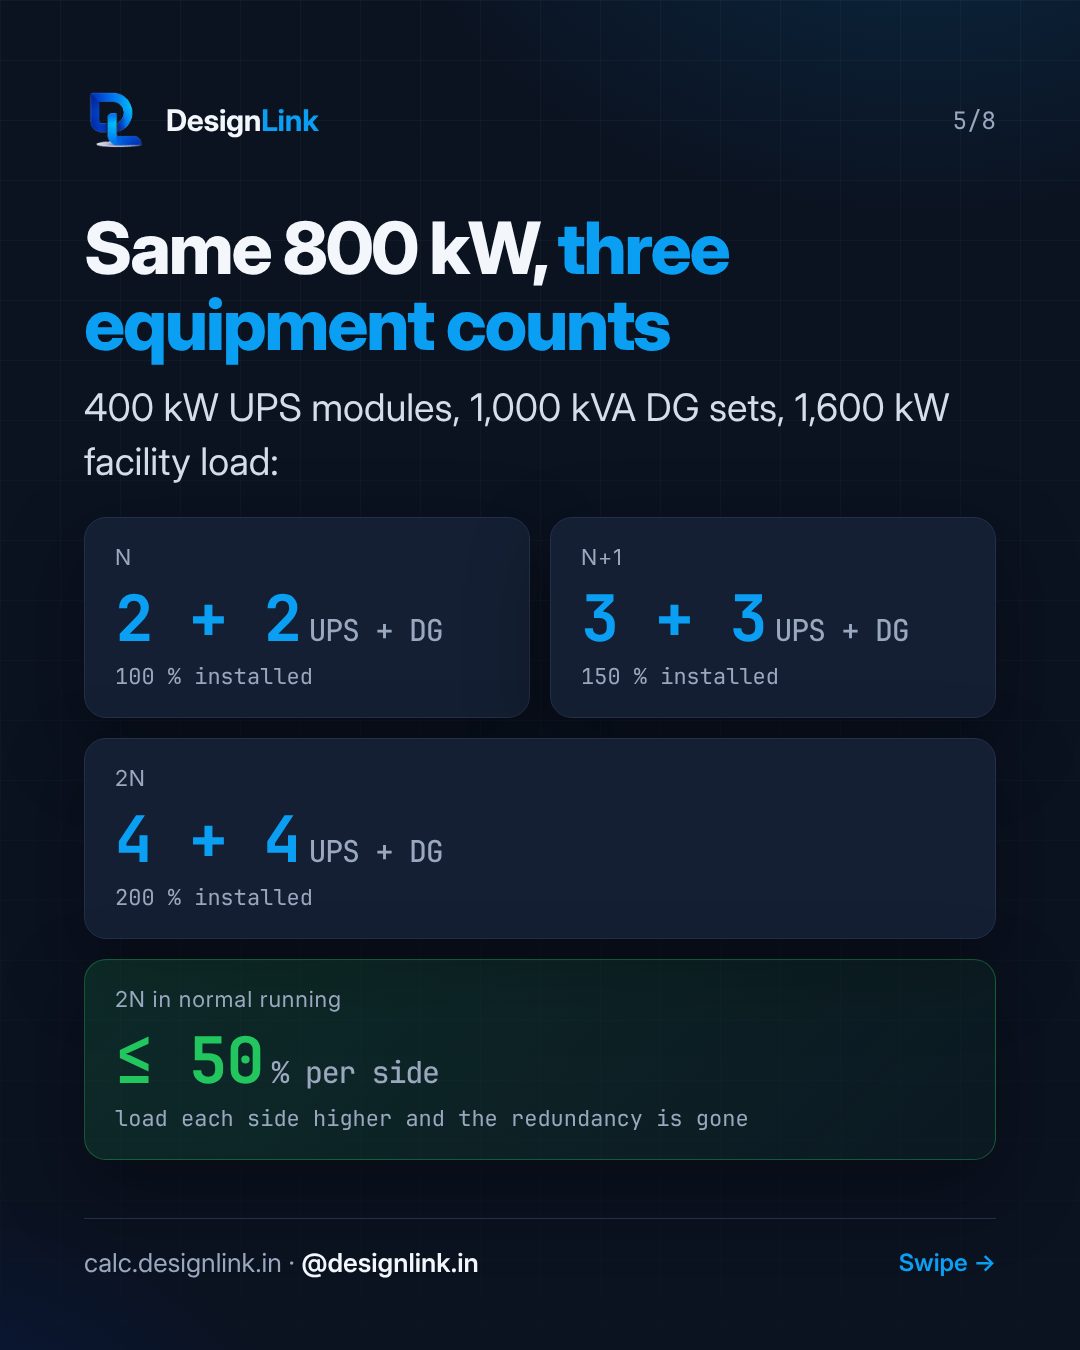 DesignLink
5/8
Same 800 kW, three
equipment counts
400 kW UPS modules, 1,000 kVA DG sets, 1,600 kW
facility load:
N
2 + 2 UPS + DG
100 % installed
N+1
3 + 3 UPS + DG
150 % installed
2N
4 + 4 UPS + DG
200 % installed
2N in normal running
≤ 50 % per side
load each side higher and the redundancy is gone
calc.designlink.in · @designlink.in
Swipe →